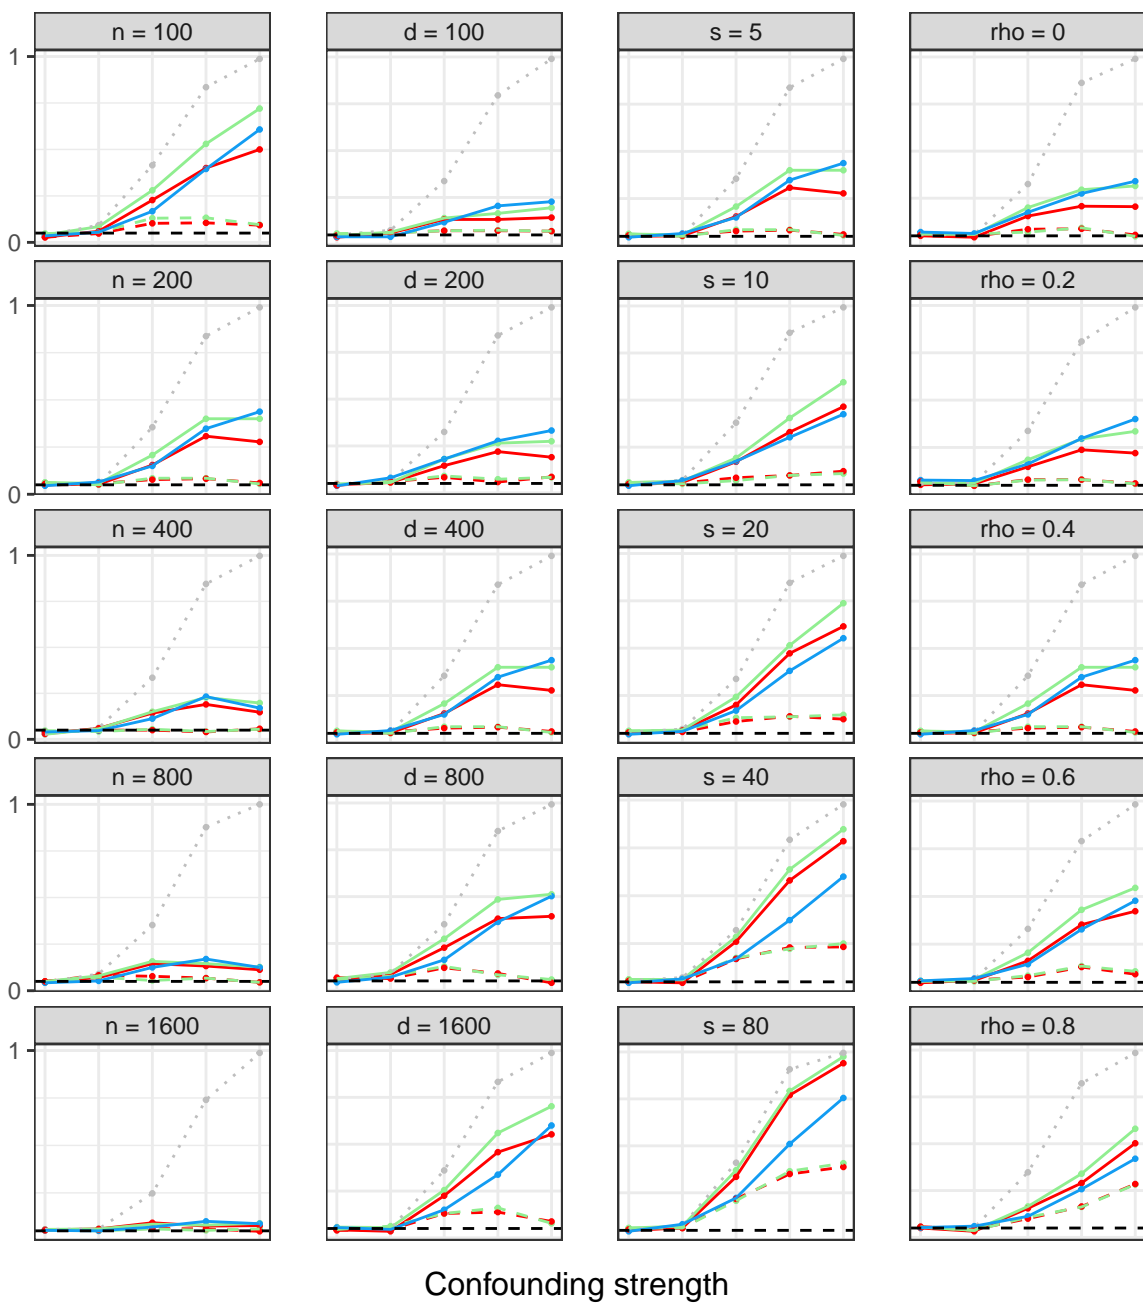 n = 100 d = 100 s = 5 rho = 0
1
0
n = 200 d = 200 s = 10 rho = 0.2
1
0
n = 400 d = 400 s = 20 rho = 0.4
1
0
n = 800 d = 800 s = 40 rho = 0.6
1
0
n = 1600 d = 1600 s = 80 rho = 0.8
1
Confounding strength